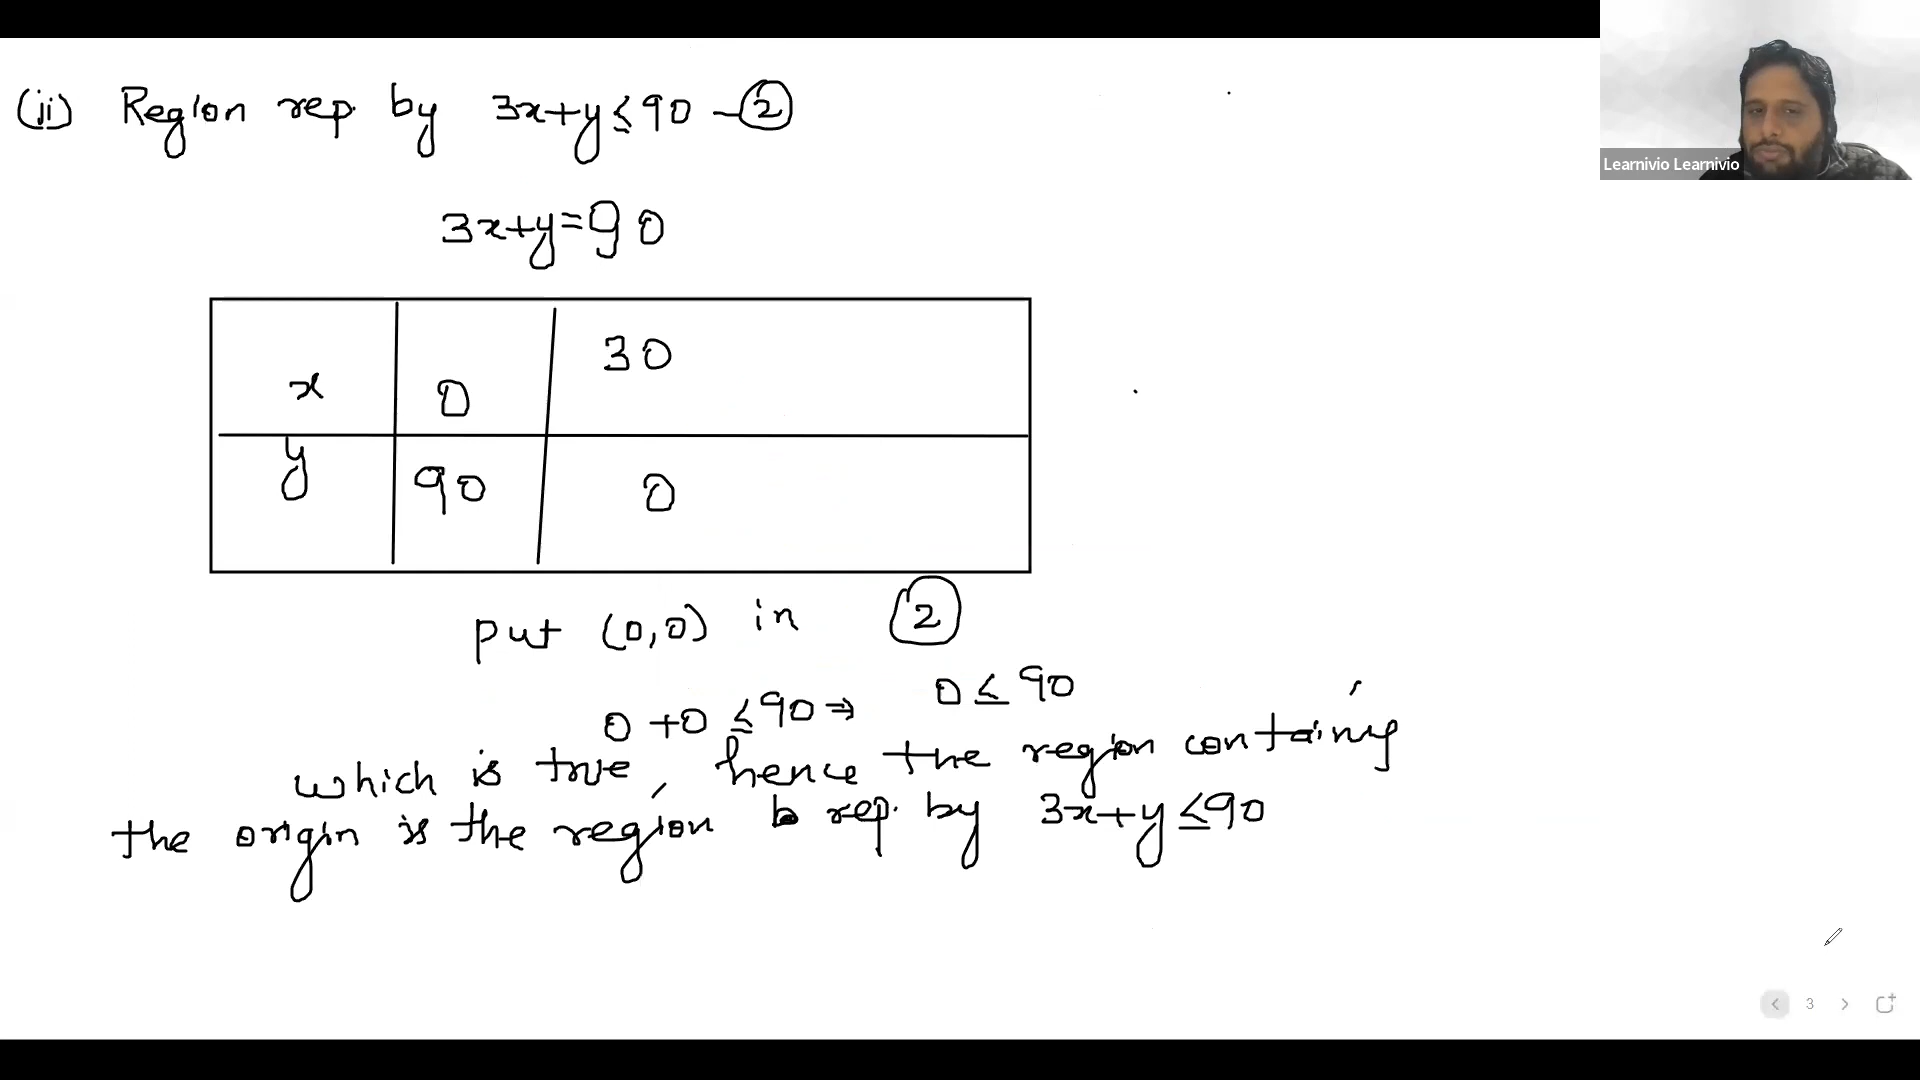 (ii) Region rep. by 3x+y≤90 —②
3x+y=90
x 0 30
y 90 0
put (0,0) in ②
0+0≤90⇒ 0≤90
which is true, hence the region containing
the origin is the region rep. by 3x+y≤90
Learnivio Learnivio
3